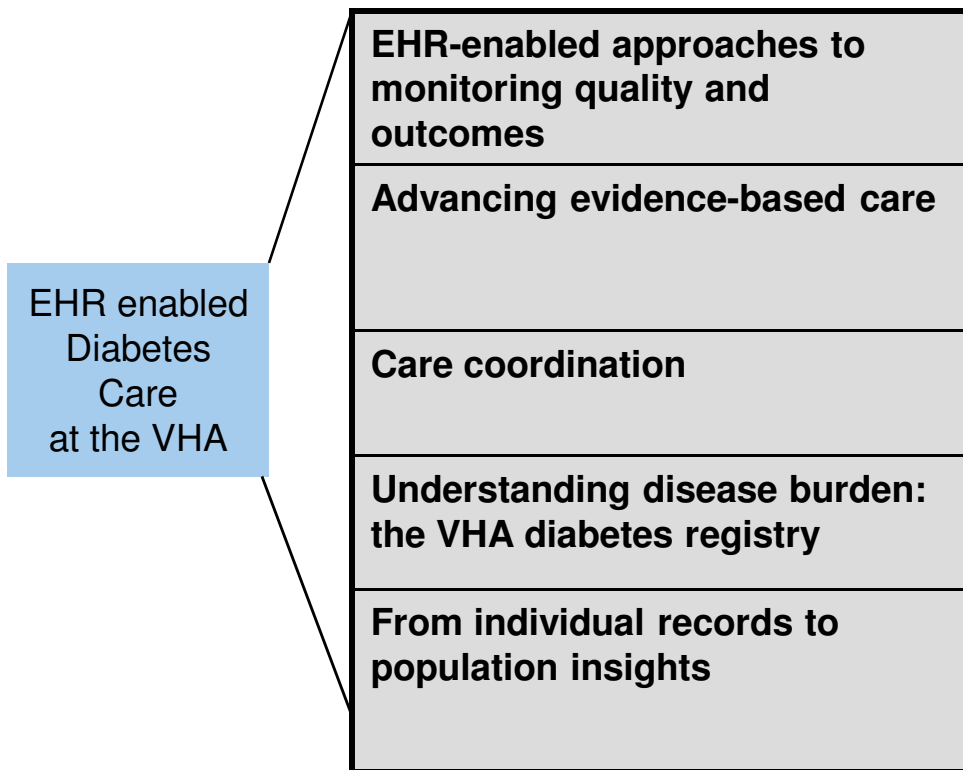 EHR enabled
Diabetes
Care
at the VHA
EHR-enabled approaches to
monitoring quality and
outcomes
Advancing evidence-based care
Care coordination
Understanding disease burden:
the VHA diabetes registry
From individual records to
population insights